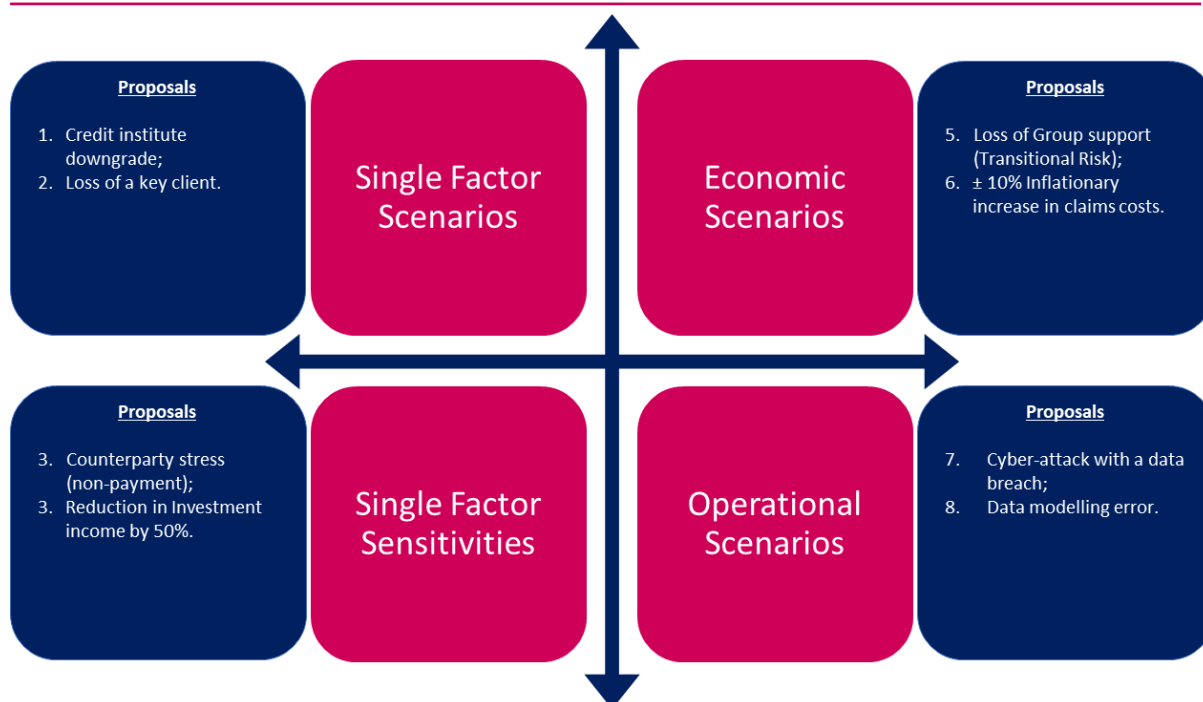 Proposals
1. Credit institute
downgrade;
2. Loss of a key client.
Single Factor
Scenarios
Economic
Scenarios
Proposals
5. Loss of Group support
(Transitional Risk);
6. ± 10% Inflationary
increase in claims costs.
Proposals
3. Counterparty stress
(non-payment);
3. Reduction in Investment
income by 50%.
Single Factor
Sensitivities
Operational
Scenarios
Proposals
7. Cyber-attack with a data
breach;
8. Data modelling error.